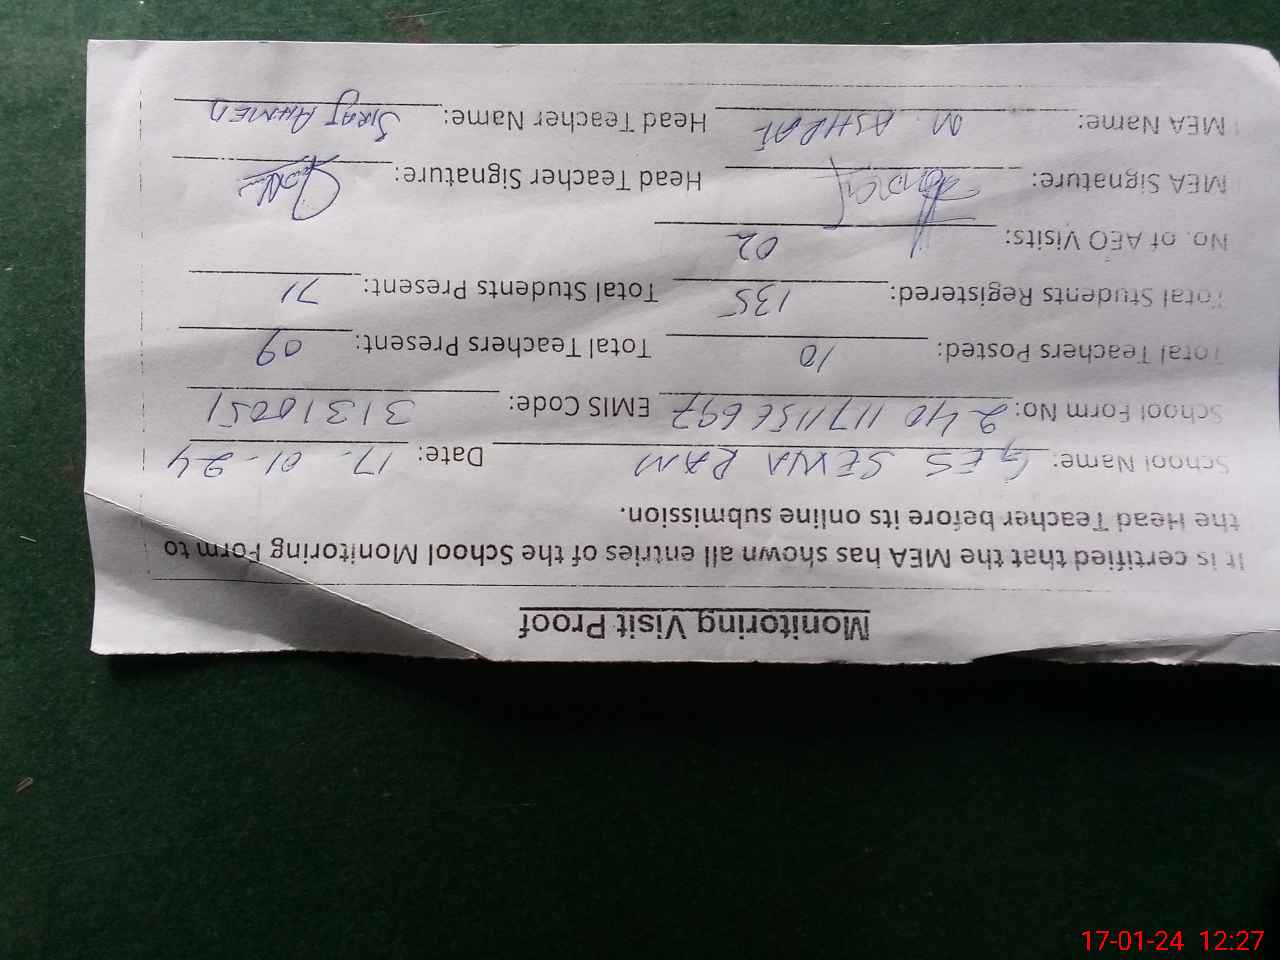 Monitoring Visit Proof
It is certified that the MEA has shown all entries of the School Monitoring Form to
the Head Teacher before its online submission.
School Name: GES SEWA RAM Date: 17-01-24
School Form No: 2401171156697 EMIS Code: 31310051
Total Teachers Posted: 10 Total Teachers Present: 09
Total Students Registered: 135 Total Students Present: 71
No. of AEO Visits: 02
MEA Signature: Head Teacher Signature:
MEA Name: M. ASHRAF Head Teacher Name: SIRAJ AHMED
17-01-24 12:27